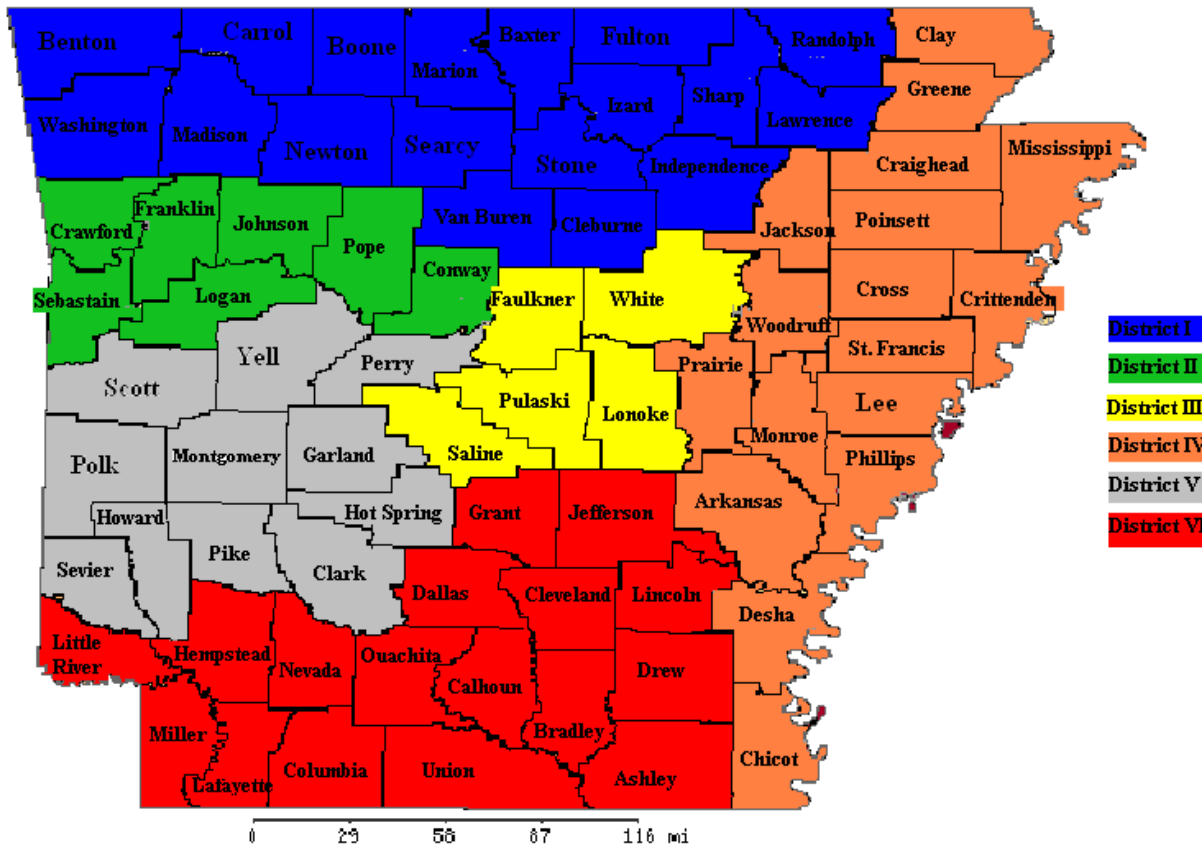 Benton
Carrol
Boone
Baxter
Fulton
Randolph
Clay
Marion
Izard
Sharp
Greene
Washington
Madison
Newton
Searcy
Stone
Independence
Lawrence
Craighead
Mississippi
Crawford
Franklin
Johnson
Pope
Van Buren
Cleburne
Jackson
Poinsett
Sebastain
Logan
Conway
Faulkner
White
Woodruff
Cross
Crittenden
District I
Yell
Perry
Prairie
St. Francis
District II
Scott
Pulaski
Lonoke
Lee
District III
Polk
Montgomery
Garland
Saline
Monroe
Phillips
District IV
Howard
Hot Spring
Grant
Jefferson
Arkansas
District V
Sevier
Pike
Clark
Dallas
Cleveland
Lincoln
Desha
District VI
Little
River
Hempstead
Nevada
Ouachita
Calhoun
Drew
Miller
Lafayette
Columbia
Union
Bradley
Ashley
Chicot
0 29 58 87 116 mi